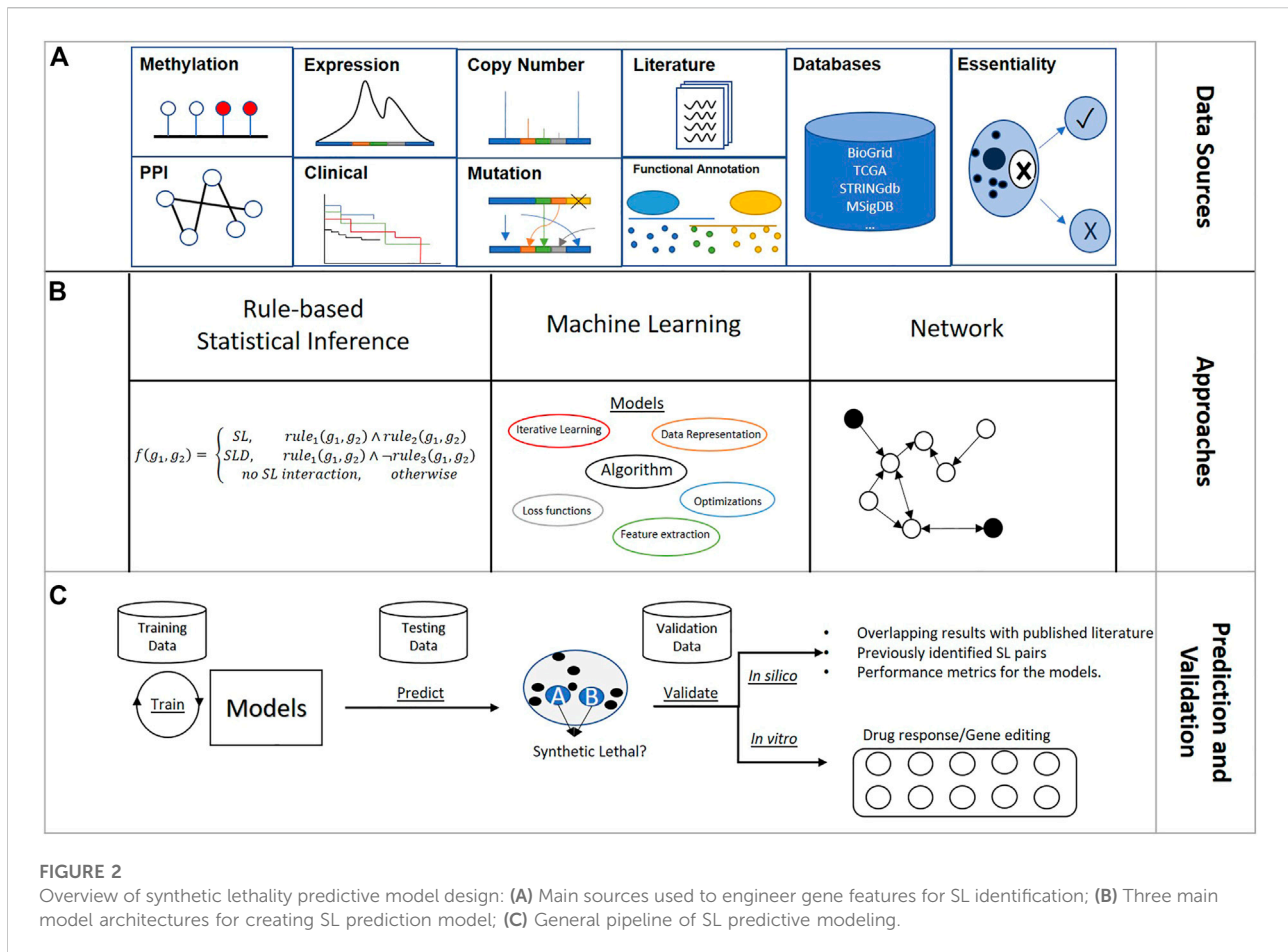 A
Methylation
Expression
Copy Number
Literature
Databases
Essentiality
BioGrid
TCGA
STRINGdb
MSigDB
...
✓
X
X
PPI
Clinical
Mutation
Functional Annotation
Data Sources
B
Rule-based
Statistical Inference
Machine Learning
Network
f(g₁,g₂) = { SL, rule₁(g₁,g₂) ∧ rule₂(g₁,g₂)
SLD, rule₁(g₁,g₂) ∧ ¬rule₃(g₁,g₂)
no SL interaction, otherwise
Models
Iterative Learning
Data Representation
Algorithm
Loss functions
Optimizations
Feature extraction
Approaches
C
Training
Data
Train
Models
Testing
Data
Predict
A B
Synthetic Lethal?
Validation
Data
Validate
In silico
• Overlapping results with published literature
• Previously identified SL pairs
• Performance metrics for the models.
In vitro
Drug response/Gene editing
Prediction and
Validation
FIGURE 2
Overview of synthetic lethality predictive model design: (A) Main sources used to engineer gene features for SL identification; (B) Three main
model architectures for creating SL prediction model; (C) General pipeline of SL predictive modeling.